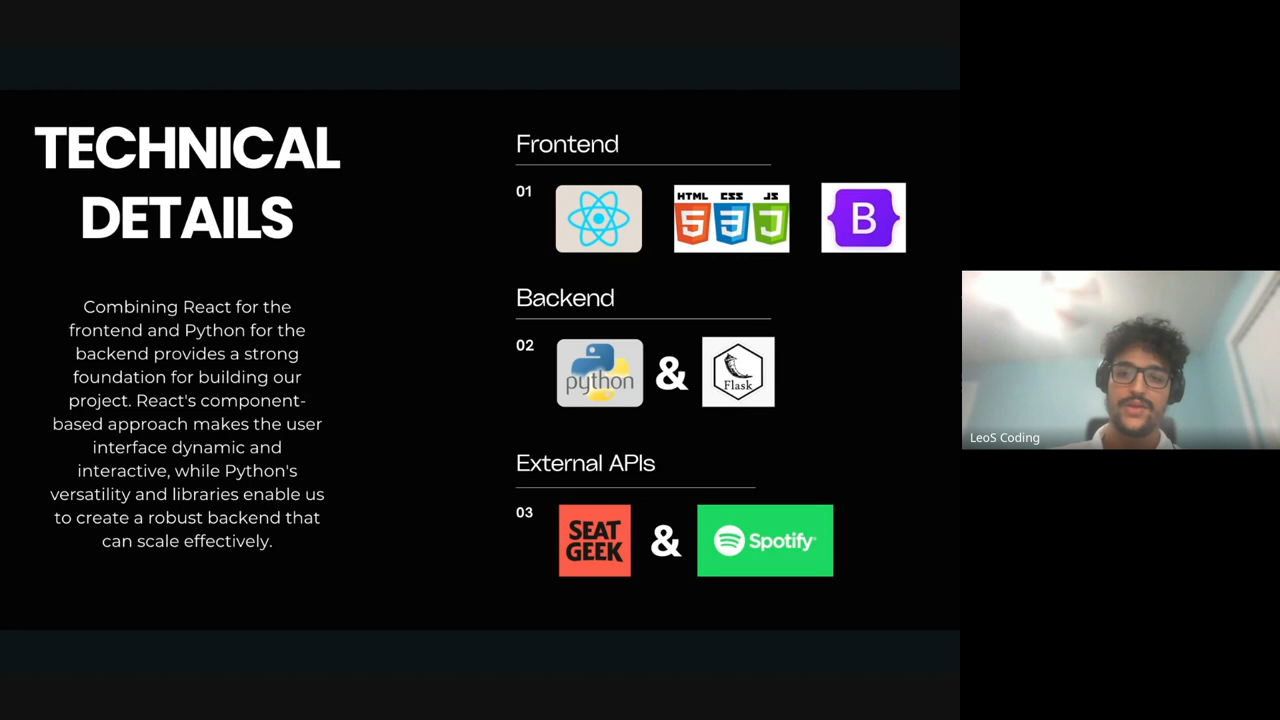 TECHNICAL
DETAILS
Combining React for the
frontend and Python for the
backend provides a strong
foundation for building our
project. React's component-
based approach makes the user
interface dynamic and
interactive, while Python's
versatility and libraries enable us
to create a robust backend that
can scale effectively.
Frontend
01
HTML CSS JS
5 3 J
B
Backend
02
python & Flask
External APIs
03
SEAT
GEEK
& Spotify
LeoS Coding